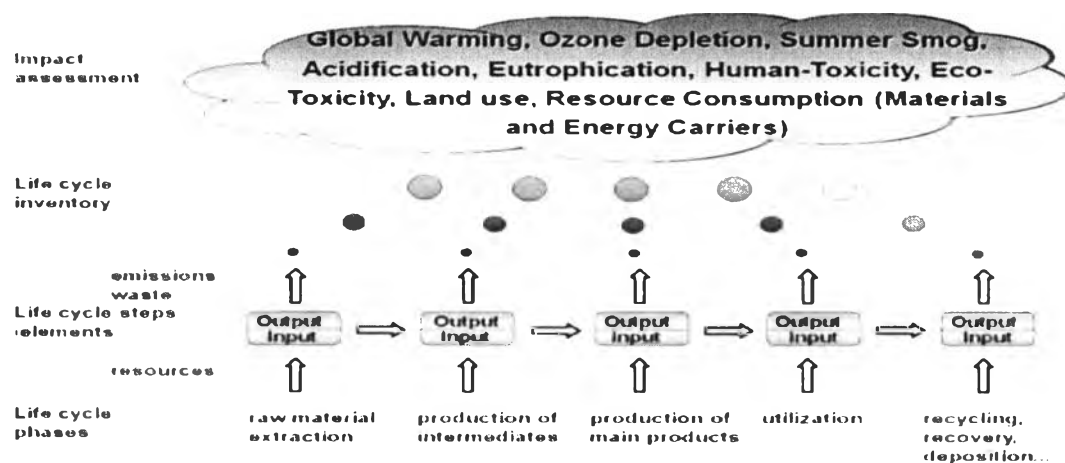 Impact
assessment
Global Warming, Ozone Depletion, Summer Smog,
Acidification, Eutrophication, Human-Toxicity, Eco-
Toxicity, Land use, Resource Consumption (Materials
and Energy Carriers)
Life cycle
inventory
emissions
waste
Life cycle steps
elements
Output
Input
Output
Input
Output
Input
Output
Input
Output
Input
resources
Life cycle
phases
raw material
extraction
production of
intermediates
production of
main products
utilization
recycling,
recovery,
deposition...